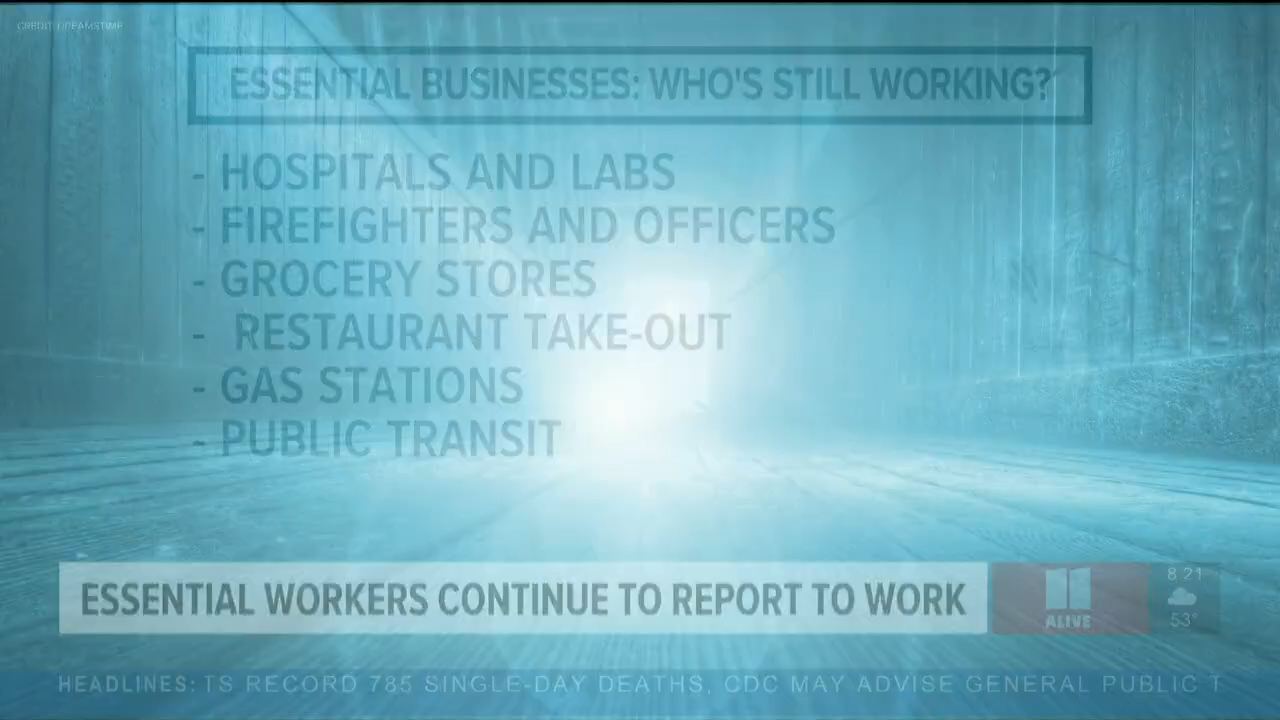 CREDIT: DREAMSTIME
ESSENTIAL BUSINESSES: WHO'S STILL WORKING?
- HOSPITALS AND LABS
- FIREFIGHTERS AND OFFICERS
- GROCERY STORES
- RESTAURANT TAKE-OUT
- GAS STATIONS
- PUBLIC TRANSIT
ESSENTIAL WORKERS CONTINUE TO REPORT TO WORK
11
ALIVE
8:21
53°
HEADLINES: TS RECORD 785 SINGLE-DAY DEATHS, CDC MAY ADVISE GENERAL PUBLIC T